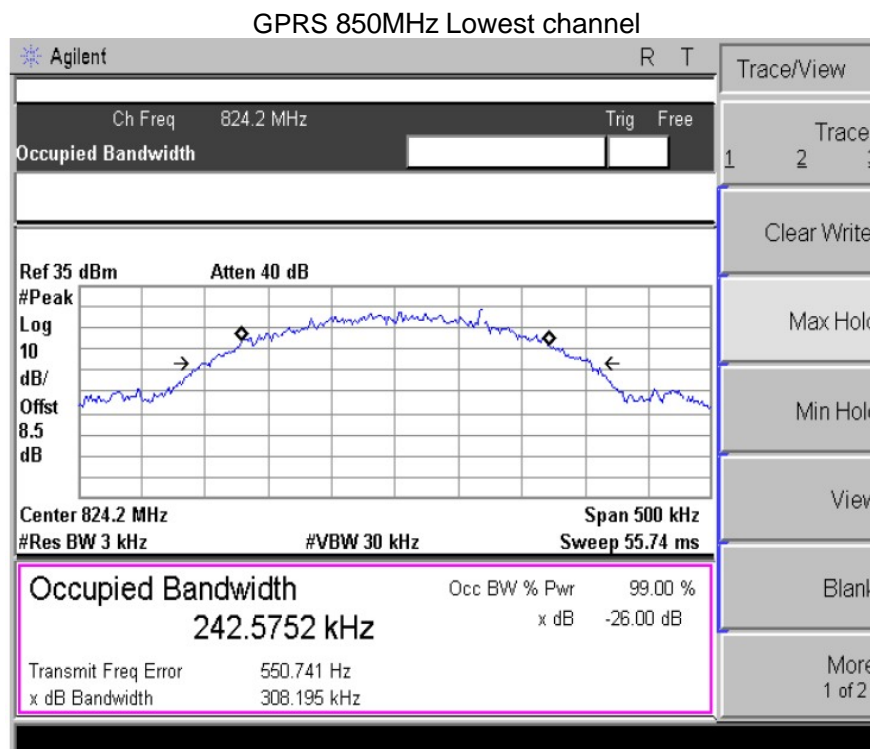 GPRS 850MHz Lowest channel
Agilent R T
Trace/View
Ch Freq 824.2 MHz Trig Free
Occupied Bandwidth
Trace
1 2
Clear Write
Ref 35 dBm Atten 40 dB
#Peak
Log
10
dB/
Offst
8.5
dB
Max Hold
Min Hold
Center 824.2 MHz Span 500 kHz
#Res BW 3 kHz #VBW 30 kHz Sweep 55.74 ms
View
Occupied Bandwidth
242.5752 kHz
Occ BW % Pwr 99.00 %
x dB -26.00 dB
Transmit Freq Error 550.741 Hz
x dB Bandwidth 308.195 kHz
Blank
More
1 of 2